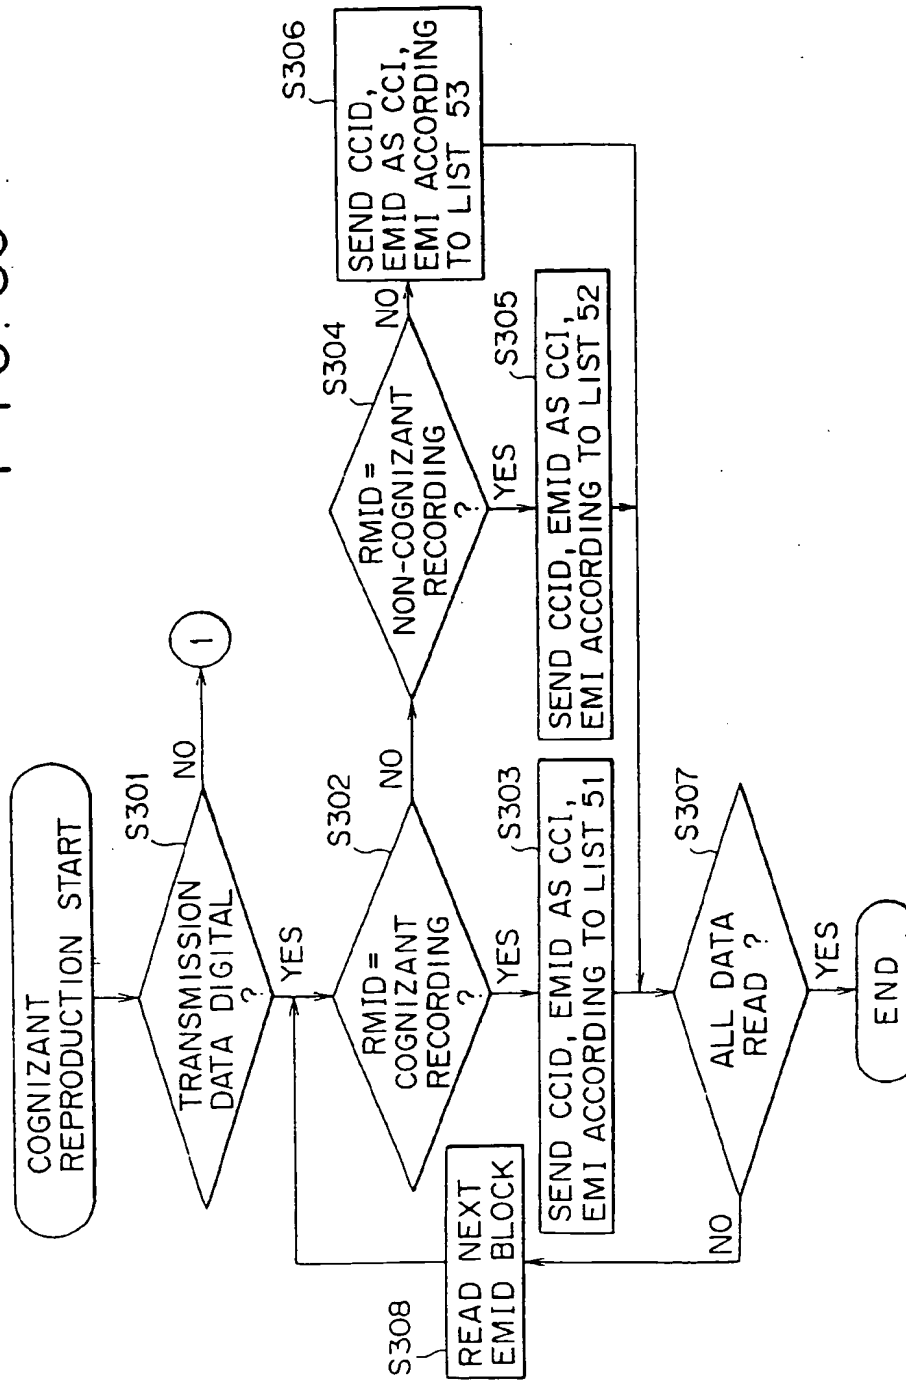 COGNIZANT
REPRODUCTION START
S301
TRANSMISSION
DATA DIGITAL
?
NO
1
YES
S302
RMID=
COGNIZANT
RECORDING
?
NO
YES
S304
RMID=
NON-COGNIZANT
RECORDING
?
NO
YES
S306
SEND CCID,
EMID AS CCI,
EMI ACCORDING
TO LIST 53
S303
SEND CCID, EMID AS CCI,
EMI ACCORDING TO LIST 51
S305
SEND CCID, EMID AS CCI,
EMI ACCORDING TO LIST 52
S307
ALL DATA
READ ?
NO
YES
S308
READ NEXT
EMID BLOCK
END